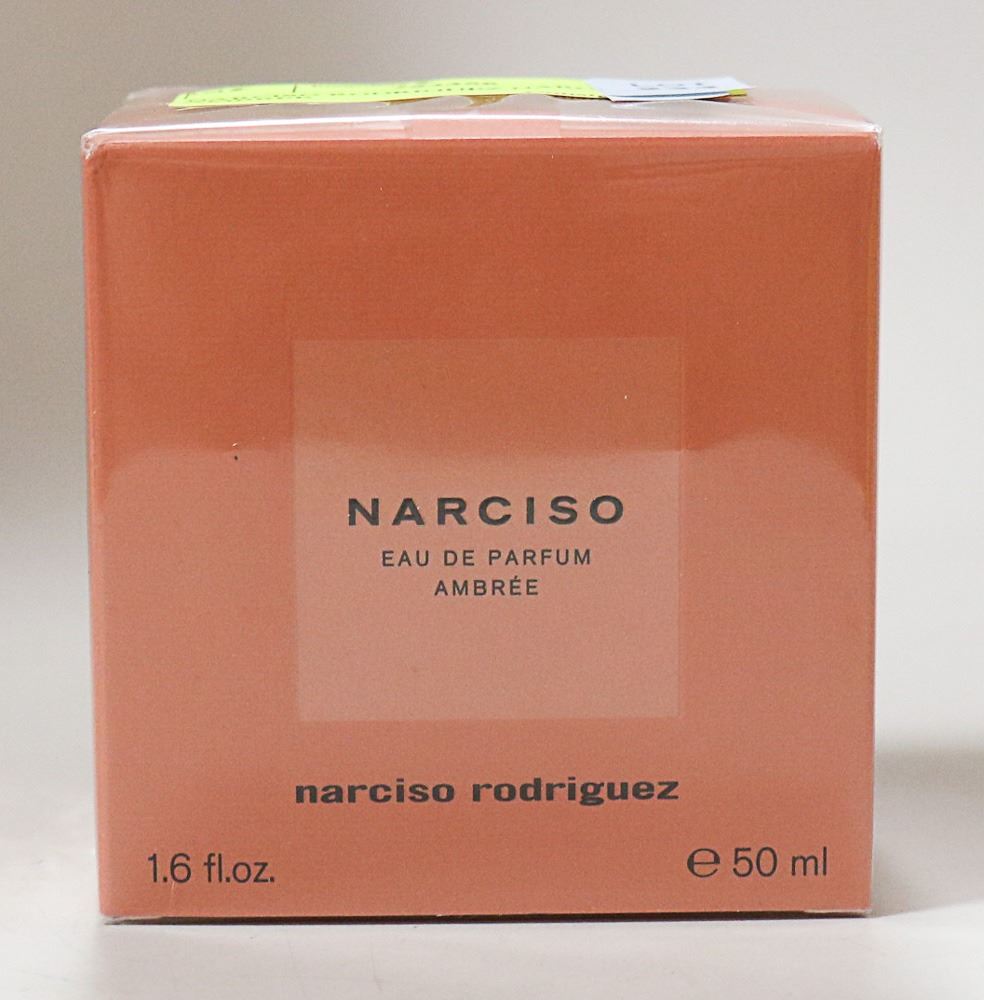 NARCISO
EAU DE PARFUM
AMBRÉE
narciso rodriguez
1.6 fl.oz.
℮ 50 ml